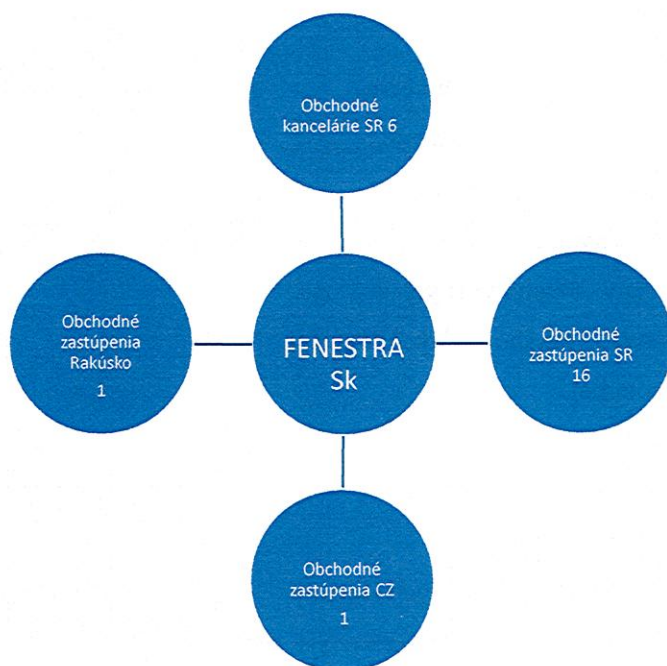 Obchodné
kancelárie SR 6
Obchodné
zastúpenia
Rakúsko
1
FENESTRA
Sk
Obchodné
zastúpenia SR
16
Obchodné
zastúpenia CZ
1